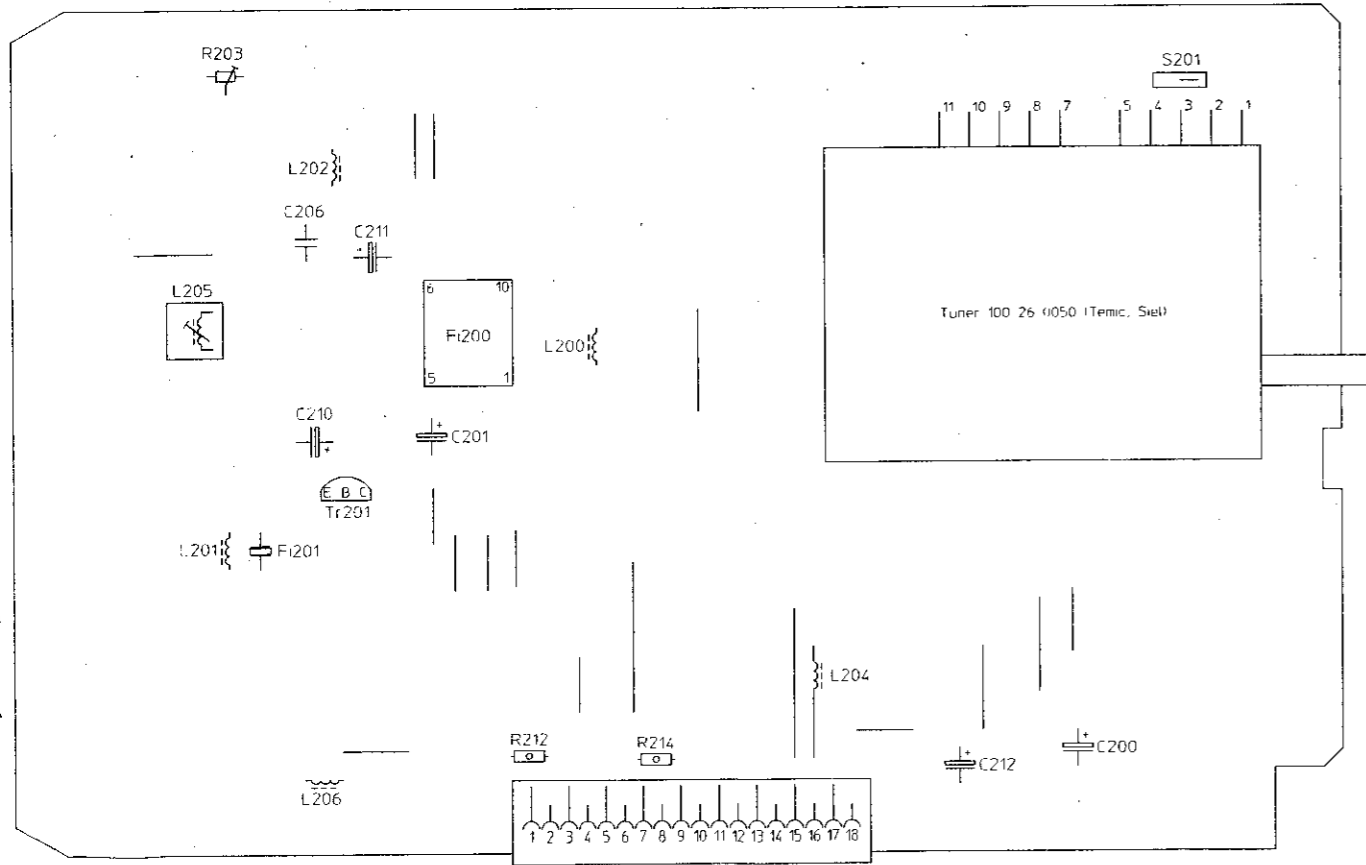 R203
S201
11 10 9 8 7 5 4 3 2 1
L202
C206
C211
L205
6 10
Fi200
5 1
L200
Tuner 100 26 0050 (Temic, Siel)
C210
C201
E B C
Tr201
L201
Fi201
L204
R212
R214
C212
C200
L206
1 2 3 4 5 6 7 8 9 10 11 12 13 14 15 16 17 18